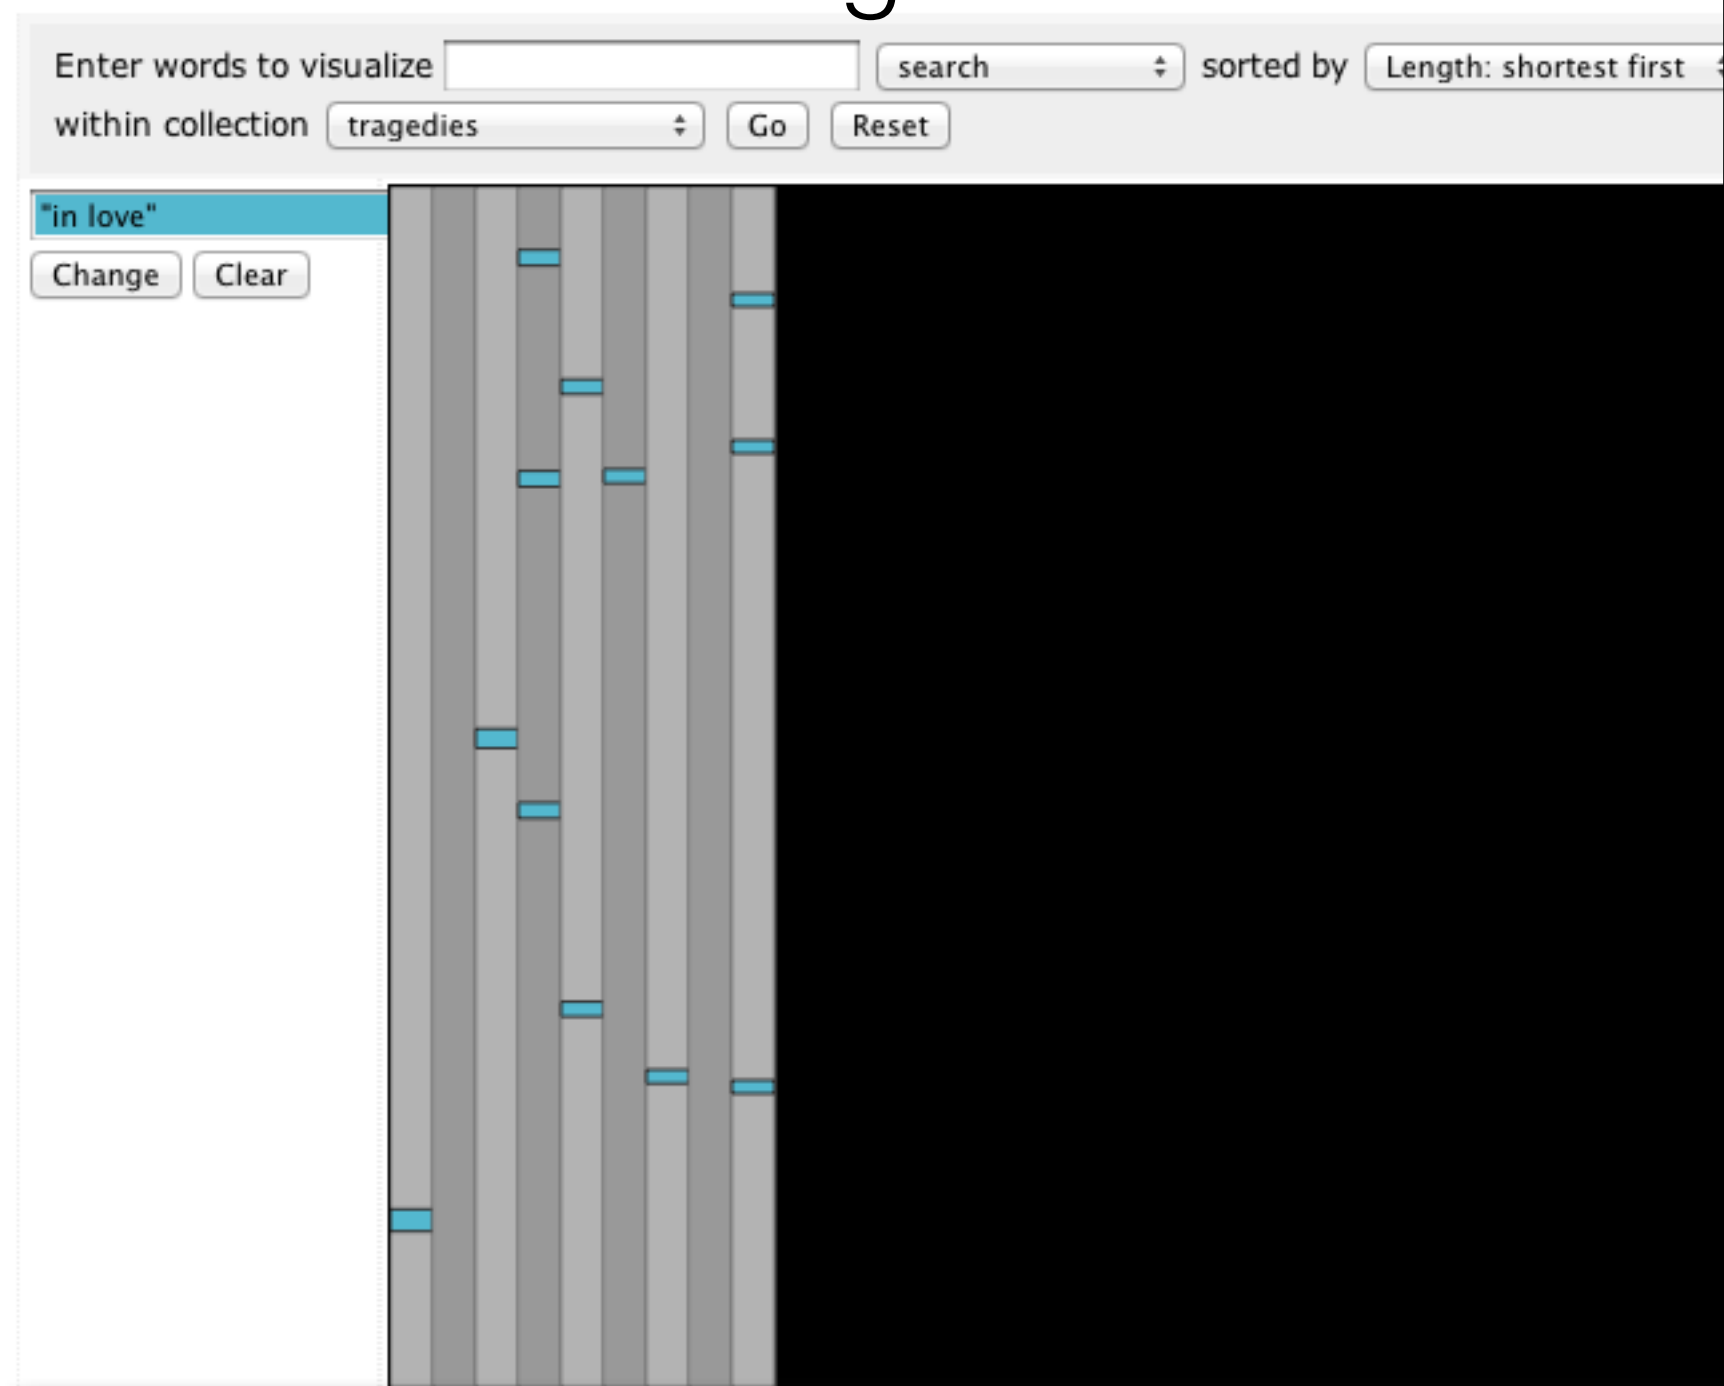 Enter words to visualize search sorted by Length: shortest first
within collection tragedies Go Reset
"in love"
Change Clear